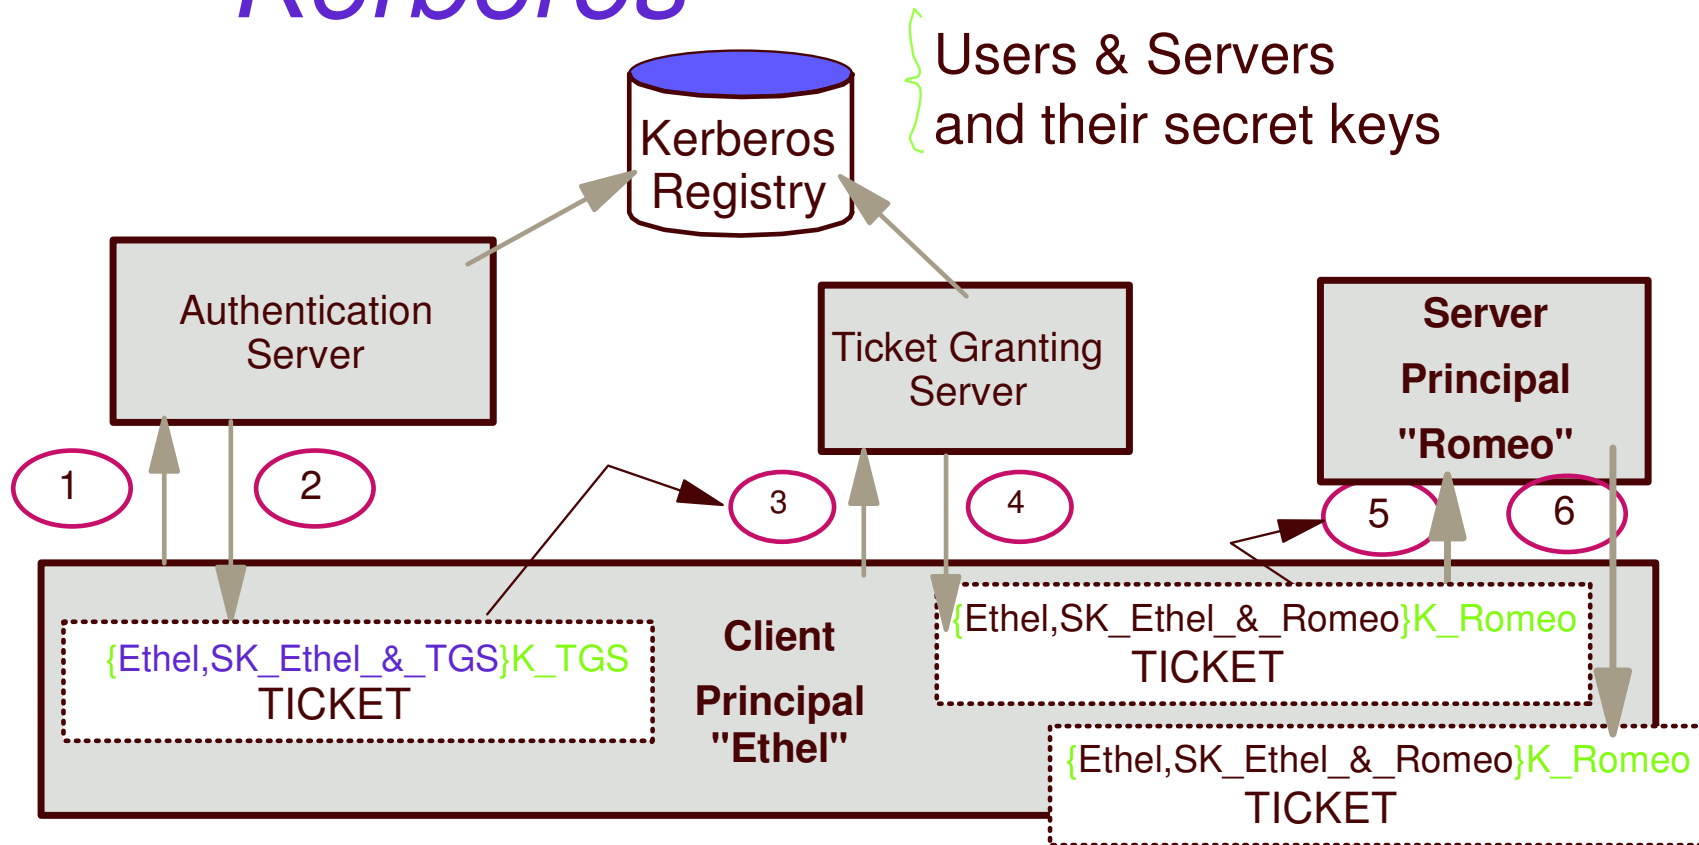 Kerberos
Users & Servers
and their secret keys
Kerberos
Registry
Authentication
Server
Ticket Granting
Server
Server
Principal
"Romeo"
1
2
3
4
5
6
{Ethel,SK_Ethel_&_TGS}K_TGS
TICKET
Client
Principal
"Ethel"
{Ethel,SK_Ethel_&_Romeo}K_Romeo
TICKET
{Ethel,SK_Ethel_&_Romeo}K_Romeo
TICKET